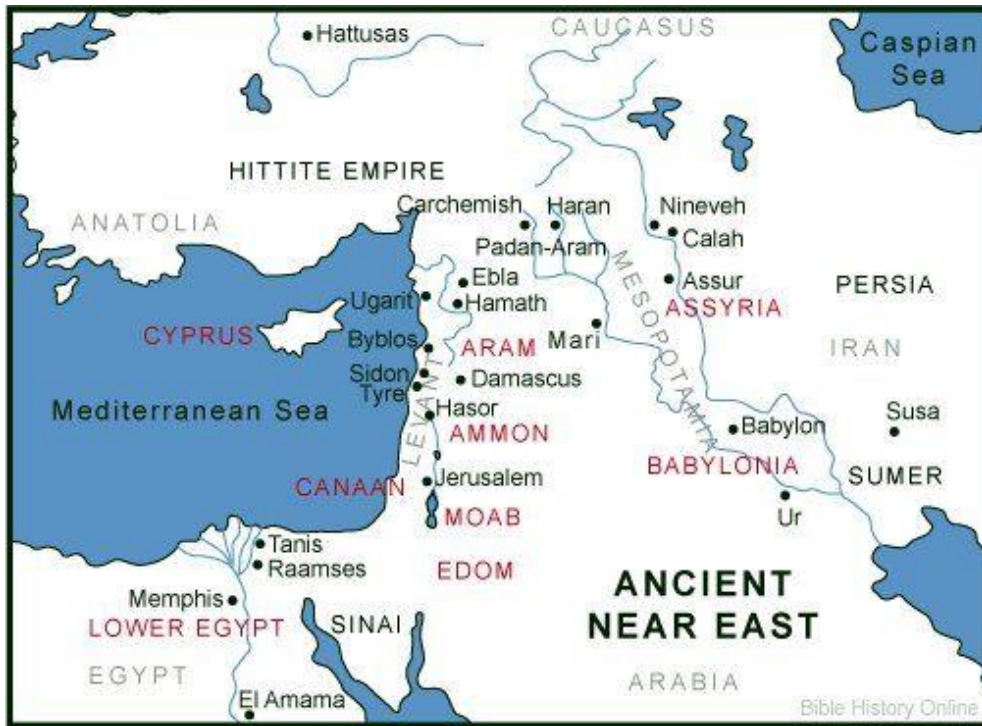 CAUCASUS
Hattusas
Caspian
Sea
HITTITE EMPIRE
ANATOLIA
Carchemish
Haran
Nineveh
Padan-Aram
Calah
Ebla
MESOPOTAMIA
Assur
PERSIA
Ugarit
Hamath
ASSYRIA
CYPRUS
Byblos
ARAM
Mari
IRAN
Sidon
Tyre
Damascus
LEVANT
Mediterranean Sea
Hasor
Susa
AMMON
Babylon
BABYLONIA
SUMER
CANAAN
Jerusalem
MOAB
Ur
Tanis
Raamses
EDOM
ANCIENT
NEAR EAST
Memphis
LOWER EGYPT
SINAI
EGYPT
ARABIA
El Amama
Bible History Online